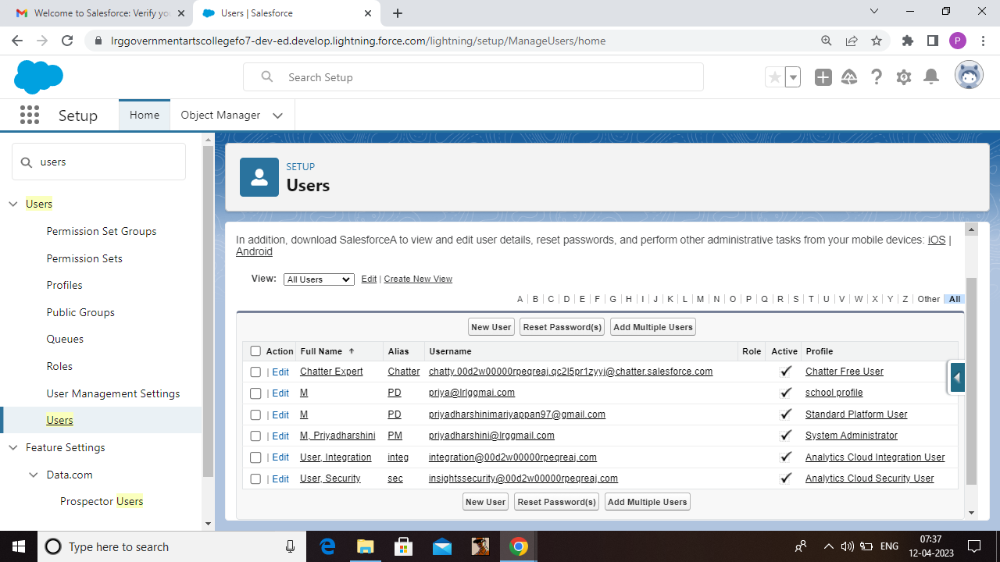 Welcome to Salesforce: Verify yo
Users | Salesforce
lrggovernmentartscollegefo7-dev-ed.develop.lightning.force.com/lightning/setup/ManageUsers/home
P
Search Setup
Setup
Home
Object Manager
users
Users
Permission Set Groups
Permission Sets
Profiles
Public Groups
Queues
Roles
User Management Settings
Users
Feature Settings
Data.com
Prospector Users
SETUP
Users
In addition, download SalesforceA to view and edit user details, reset passwords, and perform other administrative tasks from your mobile devices: iOS |
Android
View: All Users Edit | Create New View
A B C D E F G H I J K L M N O P Q R S T U V W X Y Z Other All
New User Reset Password(s) Add Multiple Users
Action Full Name Alias Username Role Active Profile
| Edit Chatter Expert Chatter chatty.00d2w00000rpeqreaj.qc2l5pr1zyyj@chatter.salesforce.com Chatter Free User
| Edit M PD priya@lrlggmai.com school profile
| Edit M PD priyadharshinimariyappan97@gmail.com Standard Platform User
| Edit M, Priyadharshini PM priyadharshini@lrggmail.com System Administrator
| Edit User, Integration integ integration@00d2w00000rpeqreaj.com Analytics Cloud Integration User
| Edit User, Security sec insightssecurity@00d2w00000rpeqreaj.com Analytics Cloud Security User
New User Reset Password(s) Add Multiple Users
Type here to search
ENG
07:37
12-04-2023